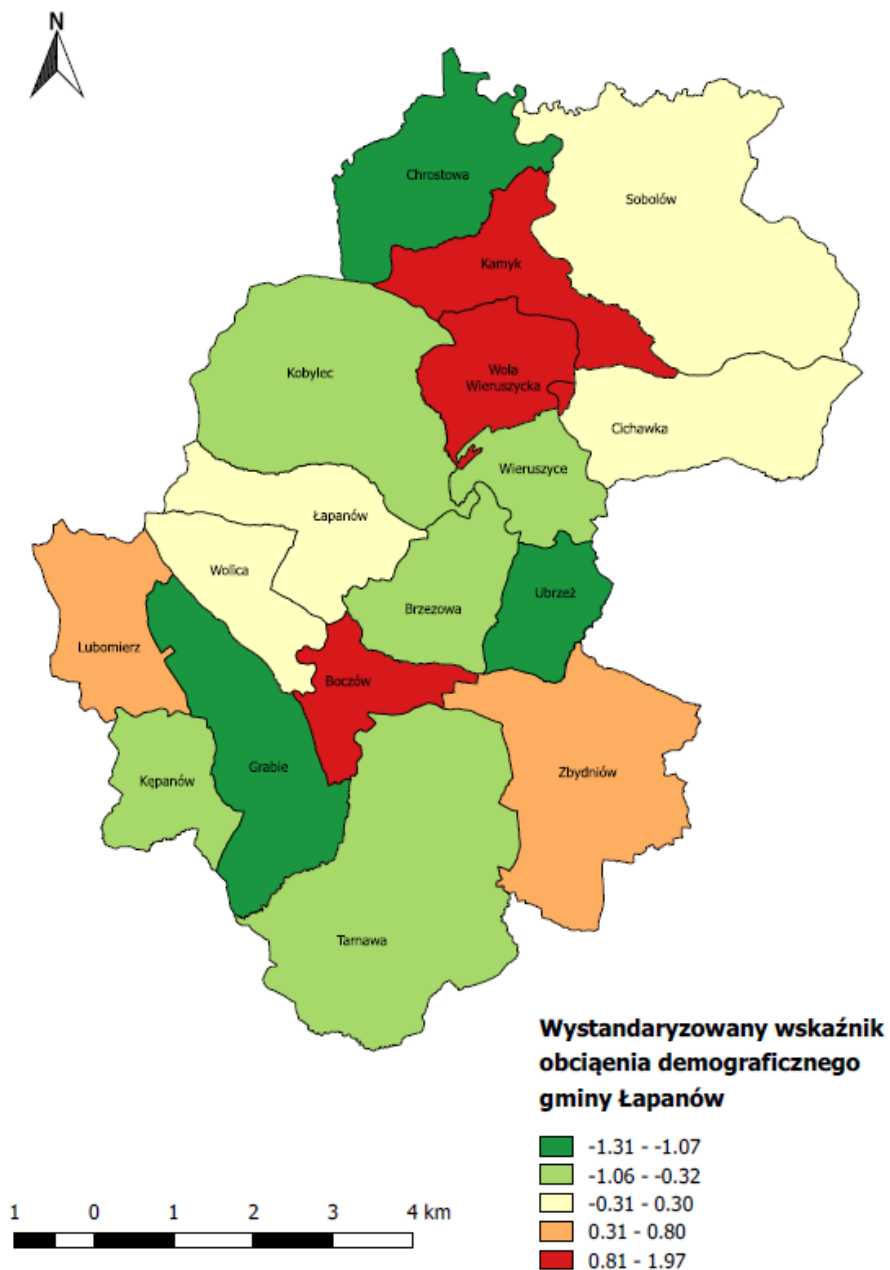 N
Chrostowa
Sobolów
Kamyk
Kobylec
Wola
Wieruszycka
Cichawka
Wieruszyce
Łapanów
Wolica
Ubrzeż
Brzezowa
Lubomierz
Boczów
Grabie
Zbydniów
Kępanów
Tarnawa
Wystandaryzowany wskaźnik
obciąenia demograficznego
gminy Łapanów
-1.31 - -1.07
-1.06 - -0.32
-0.31 - 0.30
0.31 - 0.80
0.81 - 1.97
1 0 1 2 3 4 km